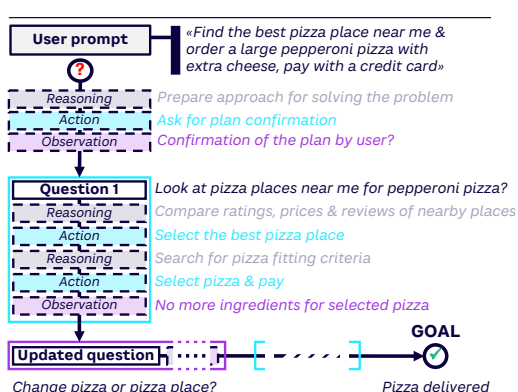 User prompt
«Find the best pizza place near me &
order a large pepperoni pizza with
extra cheese, pay with a credit card»
?
Reasoning Prepare approach for solving the problem
Action Ask for plan confirmation
Observation Confirmation of the plan by user?
Question 1 Look at pizza places near me for pepperoni pizza?
Reasoning Compare ratings, prices & reviews of nearby places
Action Select the best pizza place
Reasoning Search for pizza fitting criteria
Action Select pizza & pay
Observation No more ingredients for selected pizza
GOAL
Updated question
Change pizza or pizza place? Pizza delivered